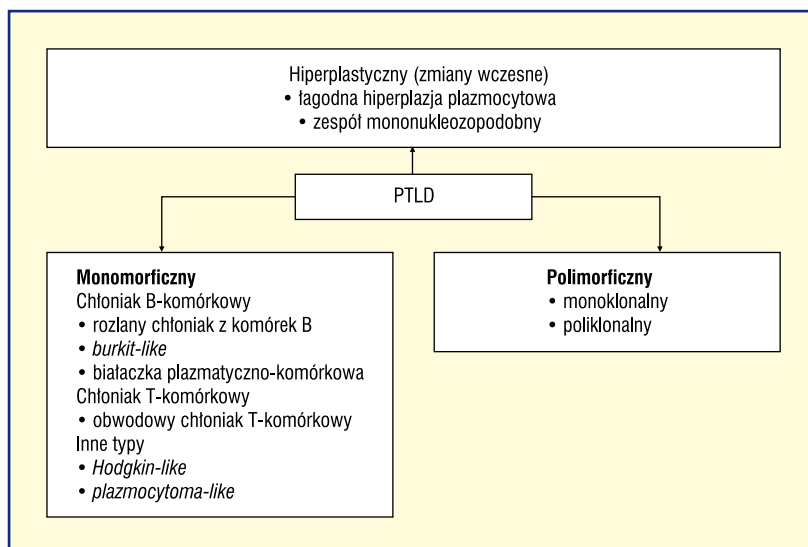 Hiperplastyczny (zmiany wczesne)
• łagodna hiperplazja plazmocytowa
• zespół mononukleozopodobny
PTLD
Monomorficzny
Chłoniak B-komórkowy
• rozlany chłoniak z komórek B
• burkit-like
• białaczka plazmatyczno-komórkowa
Chłoniak T-komórkowy
• obwodowy chłoniak T-komórkowy
Inne typy
• Hodgkin-like
• plazmocytoma-like
Polimorficzny
• monoklonalny
• poliklonalny